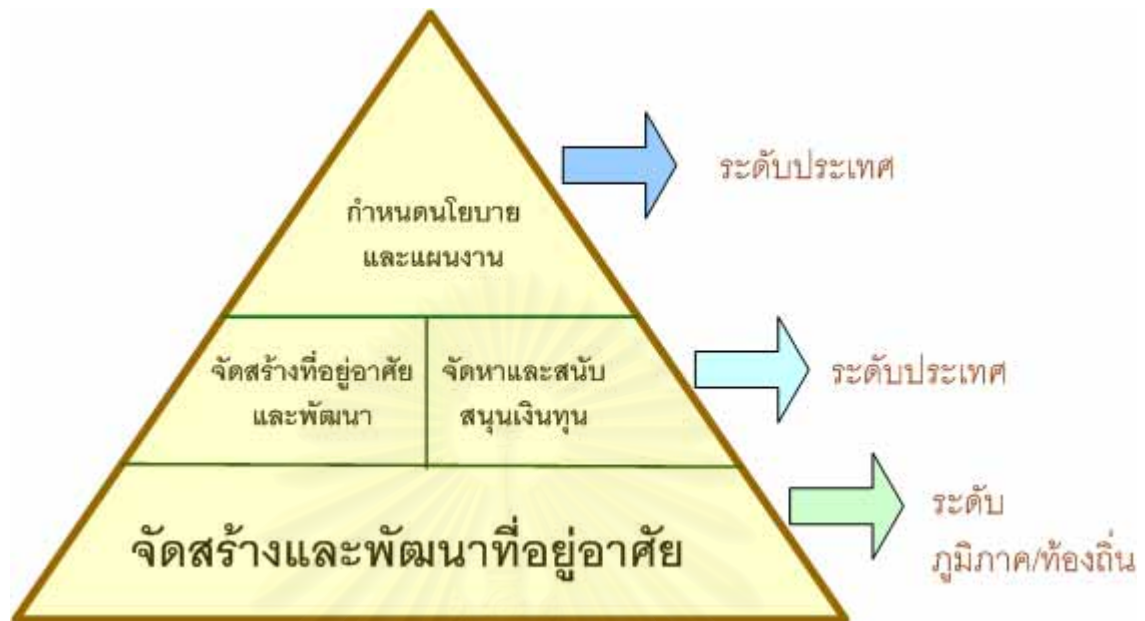 ระดับประเทศ
กำหนดนโยบาย
และแผนงาน
จัดสร้างที่อยู่อาศัย
และพัฒนา
จัดหาและสนับ
สนุนเงินทุน
ระดับประเทศ
จัดสร้างและพัฒนาที่อยู่อาศัย
ระดับ
ภูมิภาค/ท้องถิ่น